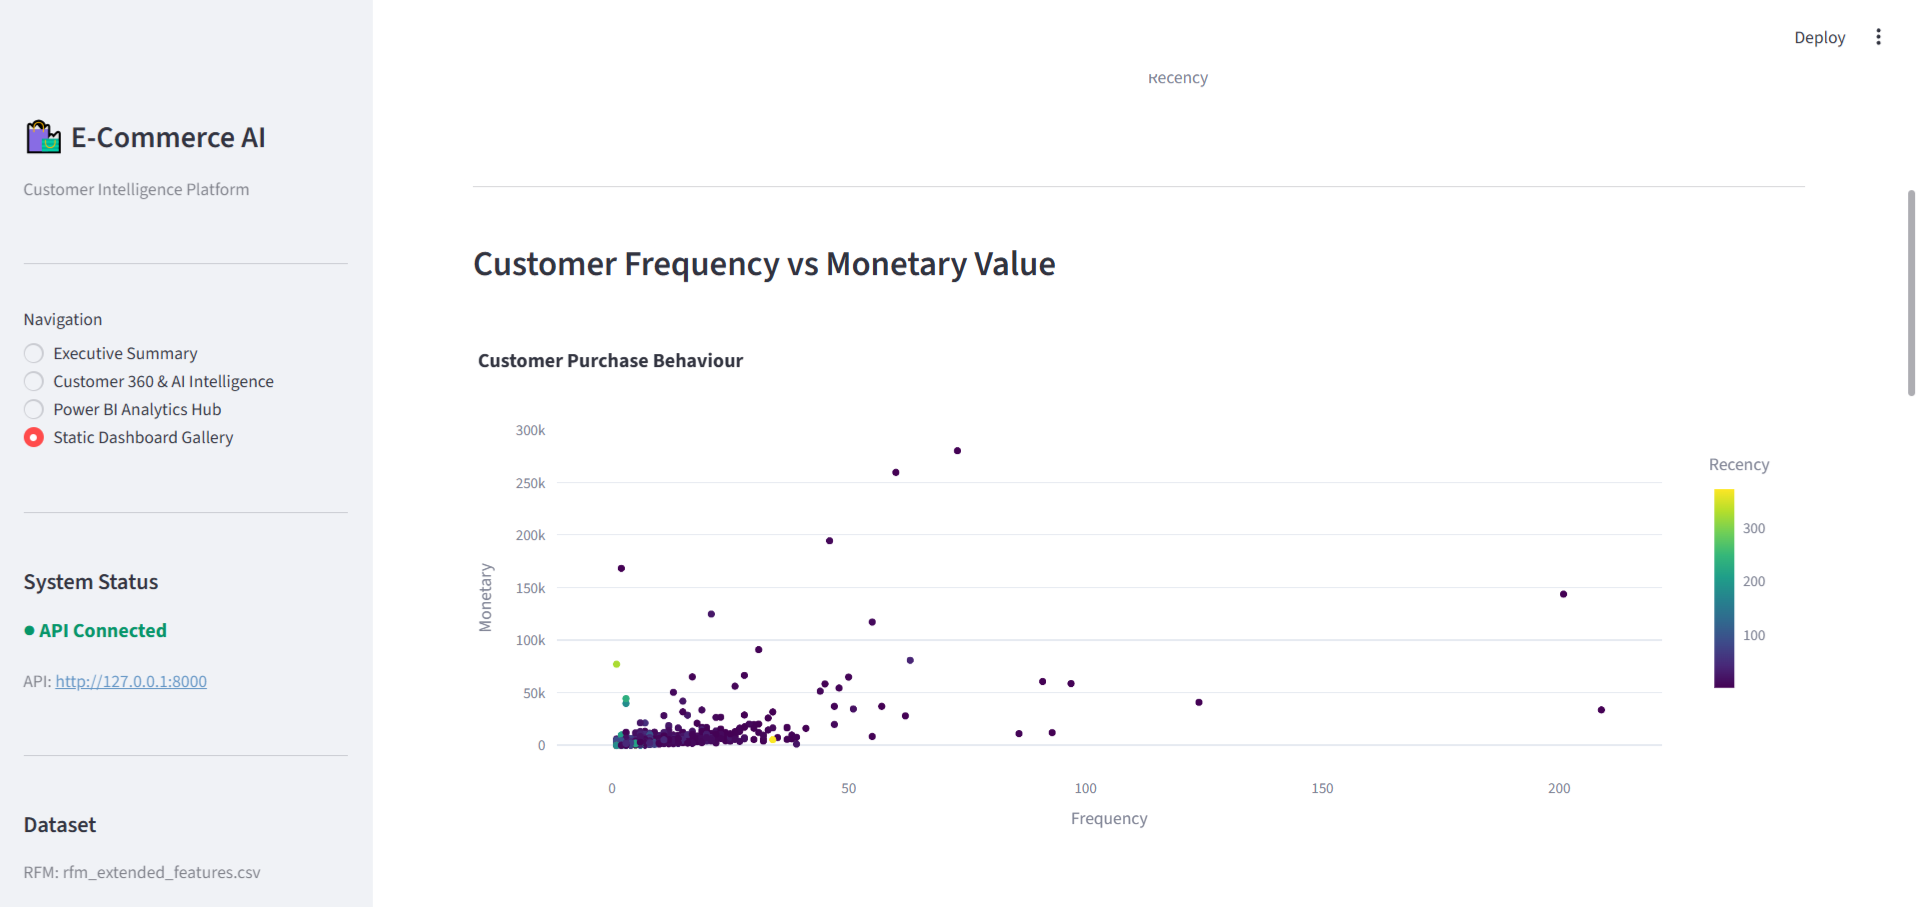 Deploy
Recency
E-Commerce AI
Customer Intelligence Platform
Navigation
Executive Summary
Customer 360 & AI Intelligence
Power BI Analytics Hub
Static Dashboard Gallery
System Status
API Connected
API: http://127.0.0.1:8000
Dataset
RFM: rfm_extended_features.csv
Customer Frequency vs Monetary Value
Customer Purchase Behaviour
300k
250k
200k
150k
100k
50k
0
Monetary
0 50 100 150 200
Frequency
Recency
300
200
100